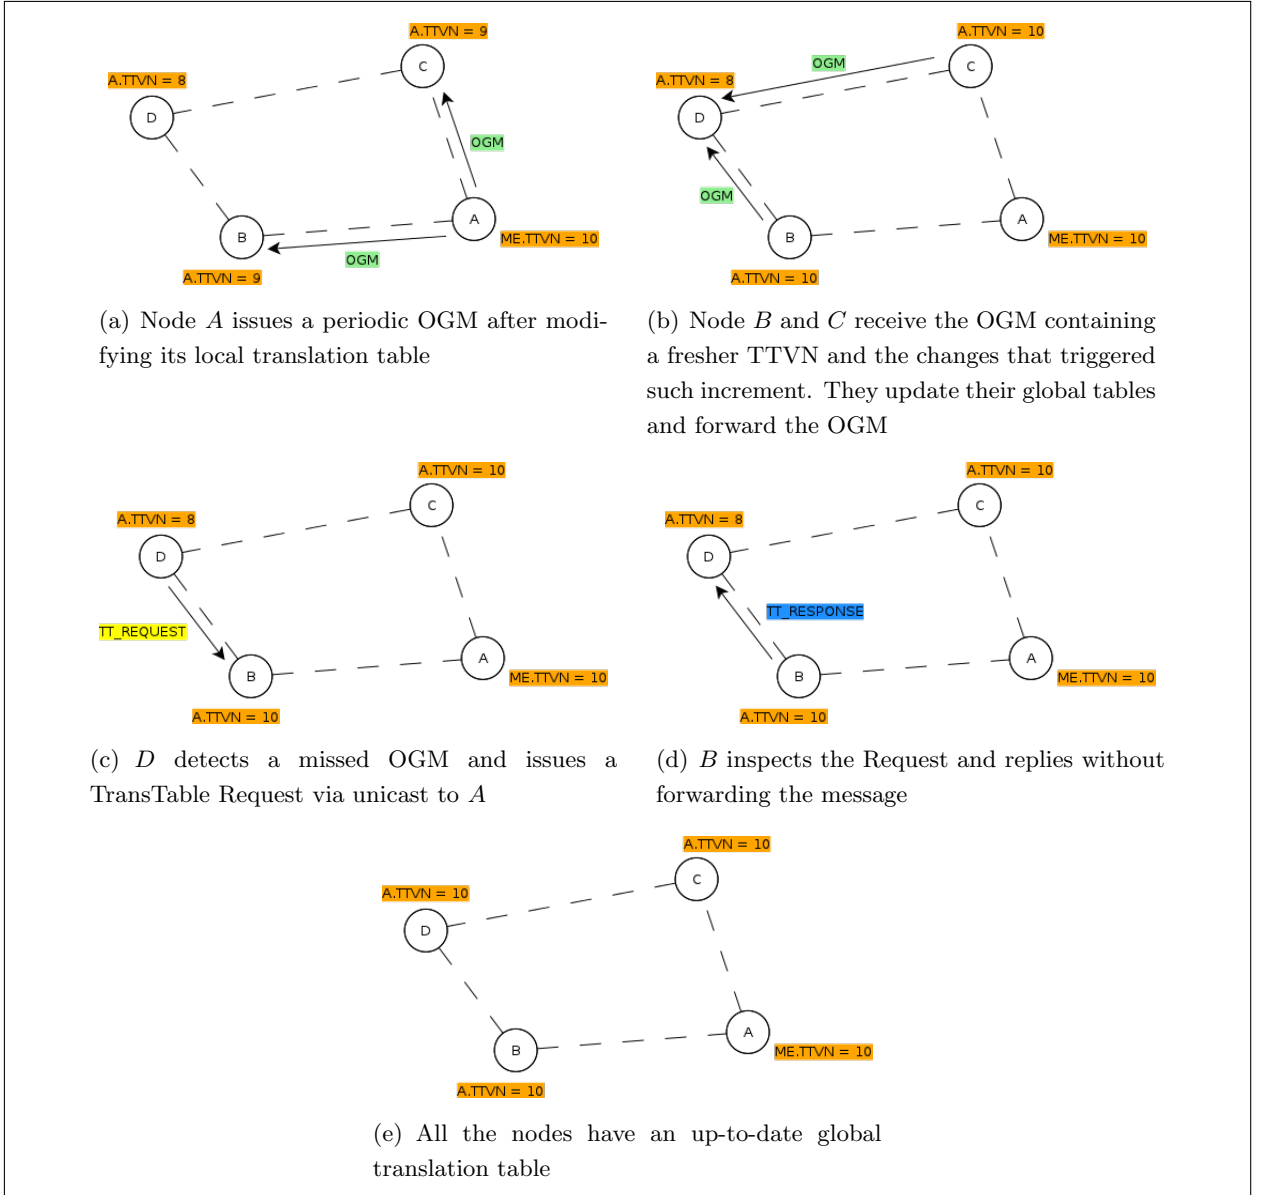 A.TTVN = 9
C
A.TTVN = 8
D
OGM
A
B
ME.TTVN = 10
OGM
A.TTVN = 9
(a) Node A issues a periodic OGM after modi-
fying its local translation table
A.TTVN = 10
OGM
C
A.TTVN = 8
D
OGM
A
B
ME.TTVN = 10
A.TTVN = 10
(b) Node B and C receive the OGM containing
a fresher TTVN and the changes that triggered
such increment. They update their global tables
and forward the OGM
A.TTVN = 10
C
A.TTVN = 8
D
TT_REQUEST
A
B
ME.TTVN = 10
A.TTVN = 10
(c) D detects a missed OGM and issues a
TransTable Request via unicast to A
A.TTVN = 10
C
A.TTVN = 8
D
TT_RESPONSE
A
B
ME.TTVN = 10
A.TTVN = 10
(d) B inspects the Request and replies without
forwarding the message
A.TTVN = 10
C
A.TTVN = 10
D
A
B
ME.TTVN = 10
A.TTVN = 10
(e) All the nodes have an up-to-date global
translation table